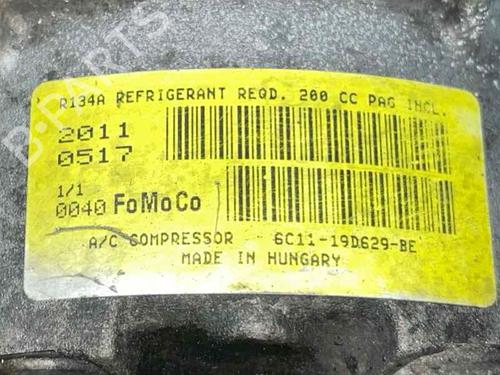 R134A REFRIGERANT REQD. 200 CC PAG INCL.
2011
0517
1/1
0040 FoMoCo
A/C COMPRESSOR 6C11-19D629-BE
MADE IN HUNGARY
B-PARTS